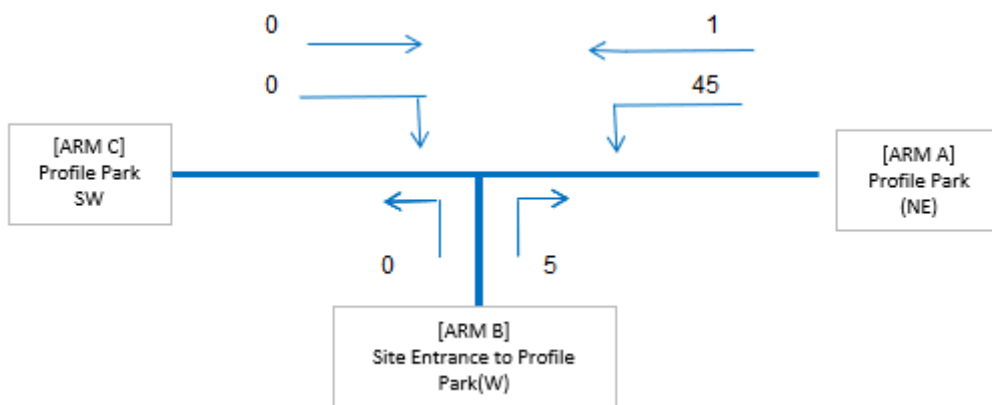 0
1
0
45
[ARM C]
Profile Park
SW
[ARM A]
Profile Park
(NE)
0
5
[ARM B]
Site Entrance to Profile
Park(W)